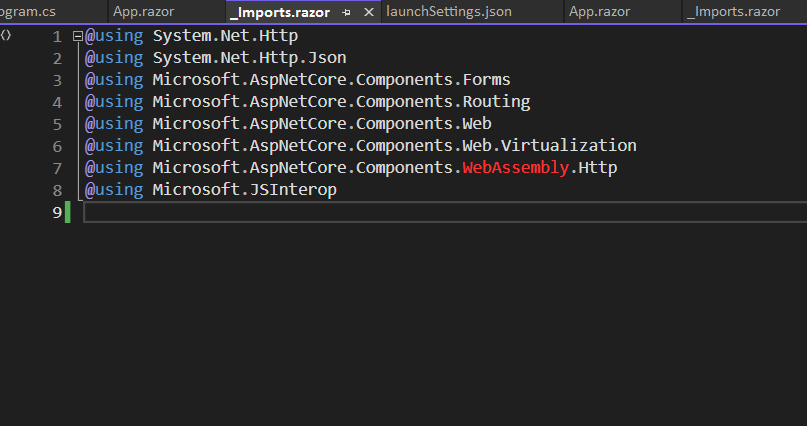 ogram.cs App.razor _Imports.razor launchSettings.json App.razor _Imports.razor
1 @using System.Net.Http
2 @using System.Net.Http.Json
3 @using Microsoft.AspNetCore.Components.Forms
4 @using Microsoft.AspNetCore.Components.Routing
5 @using Microsoft.AspNetCore.Components.Web
6 @using Microsoft.AspNetCore.Components.Web.Virtualization
7 @using Microsoft.AspNetCore.Components.WebAssembly.Http
8 @using Microsoft.JSInterop
9